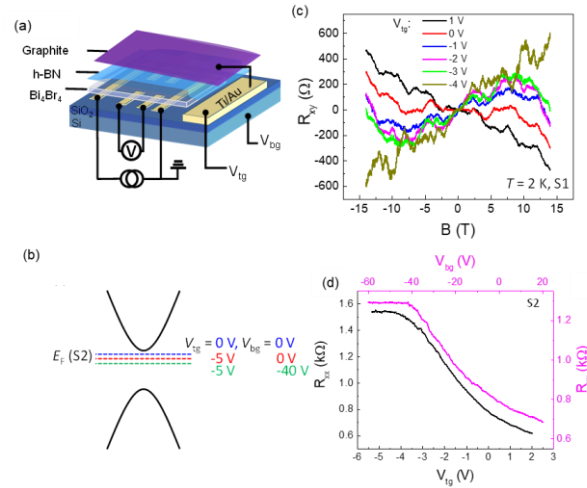 (a)
Graphite
h-BN
Bi4Br4
SiO2
Si
Ti/Au
V
Vbg
Vtg
(b)
EF (S2)
Vtg = 0 V, Vbg = 0 V
-5 V 0 V
-5 V -40 V
(c)
Vtg:
1 V
0 V
-1 V
-2 V
-3 V
-4 V
Rxy (Ω)
600
400
200
0
-200
-400
-600
T = 2 K, S1
-15 -10 -5 0 5 10 15
B (T)
Vbg (V)
-60 -40 -20 0 20
(d)
S2
Rxx (kΩ)
1.6
1.4
1.2
1.0
0.8
0.6
1.2
1.0
0.8
0.6
R (kΩ)
-6 -5 -4 -3 -2 -1 0 1 2 3
Vtg (V)